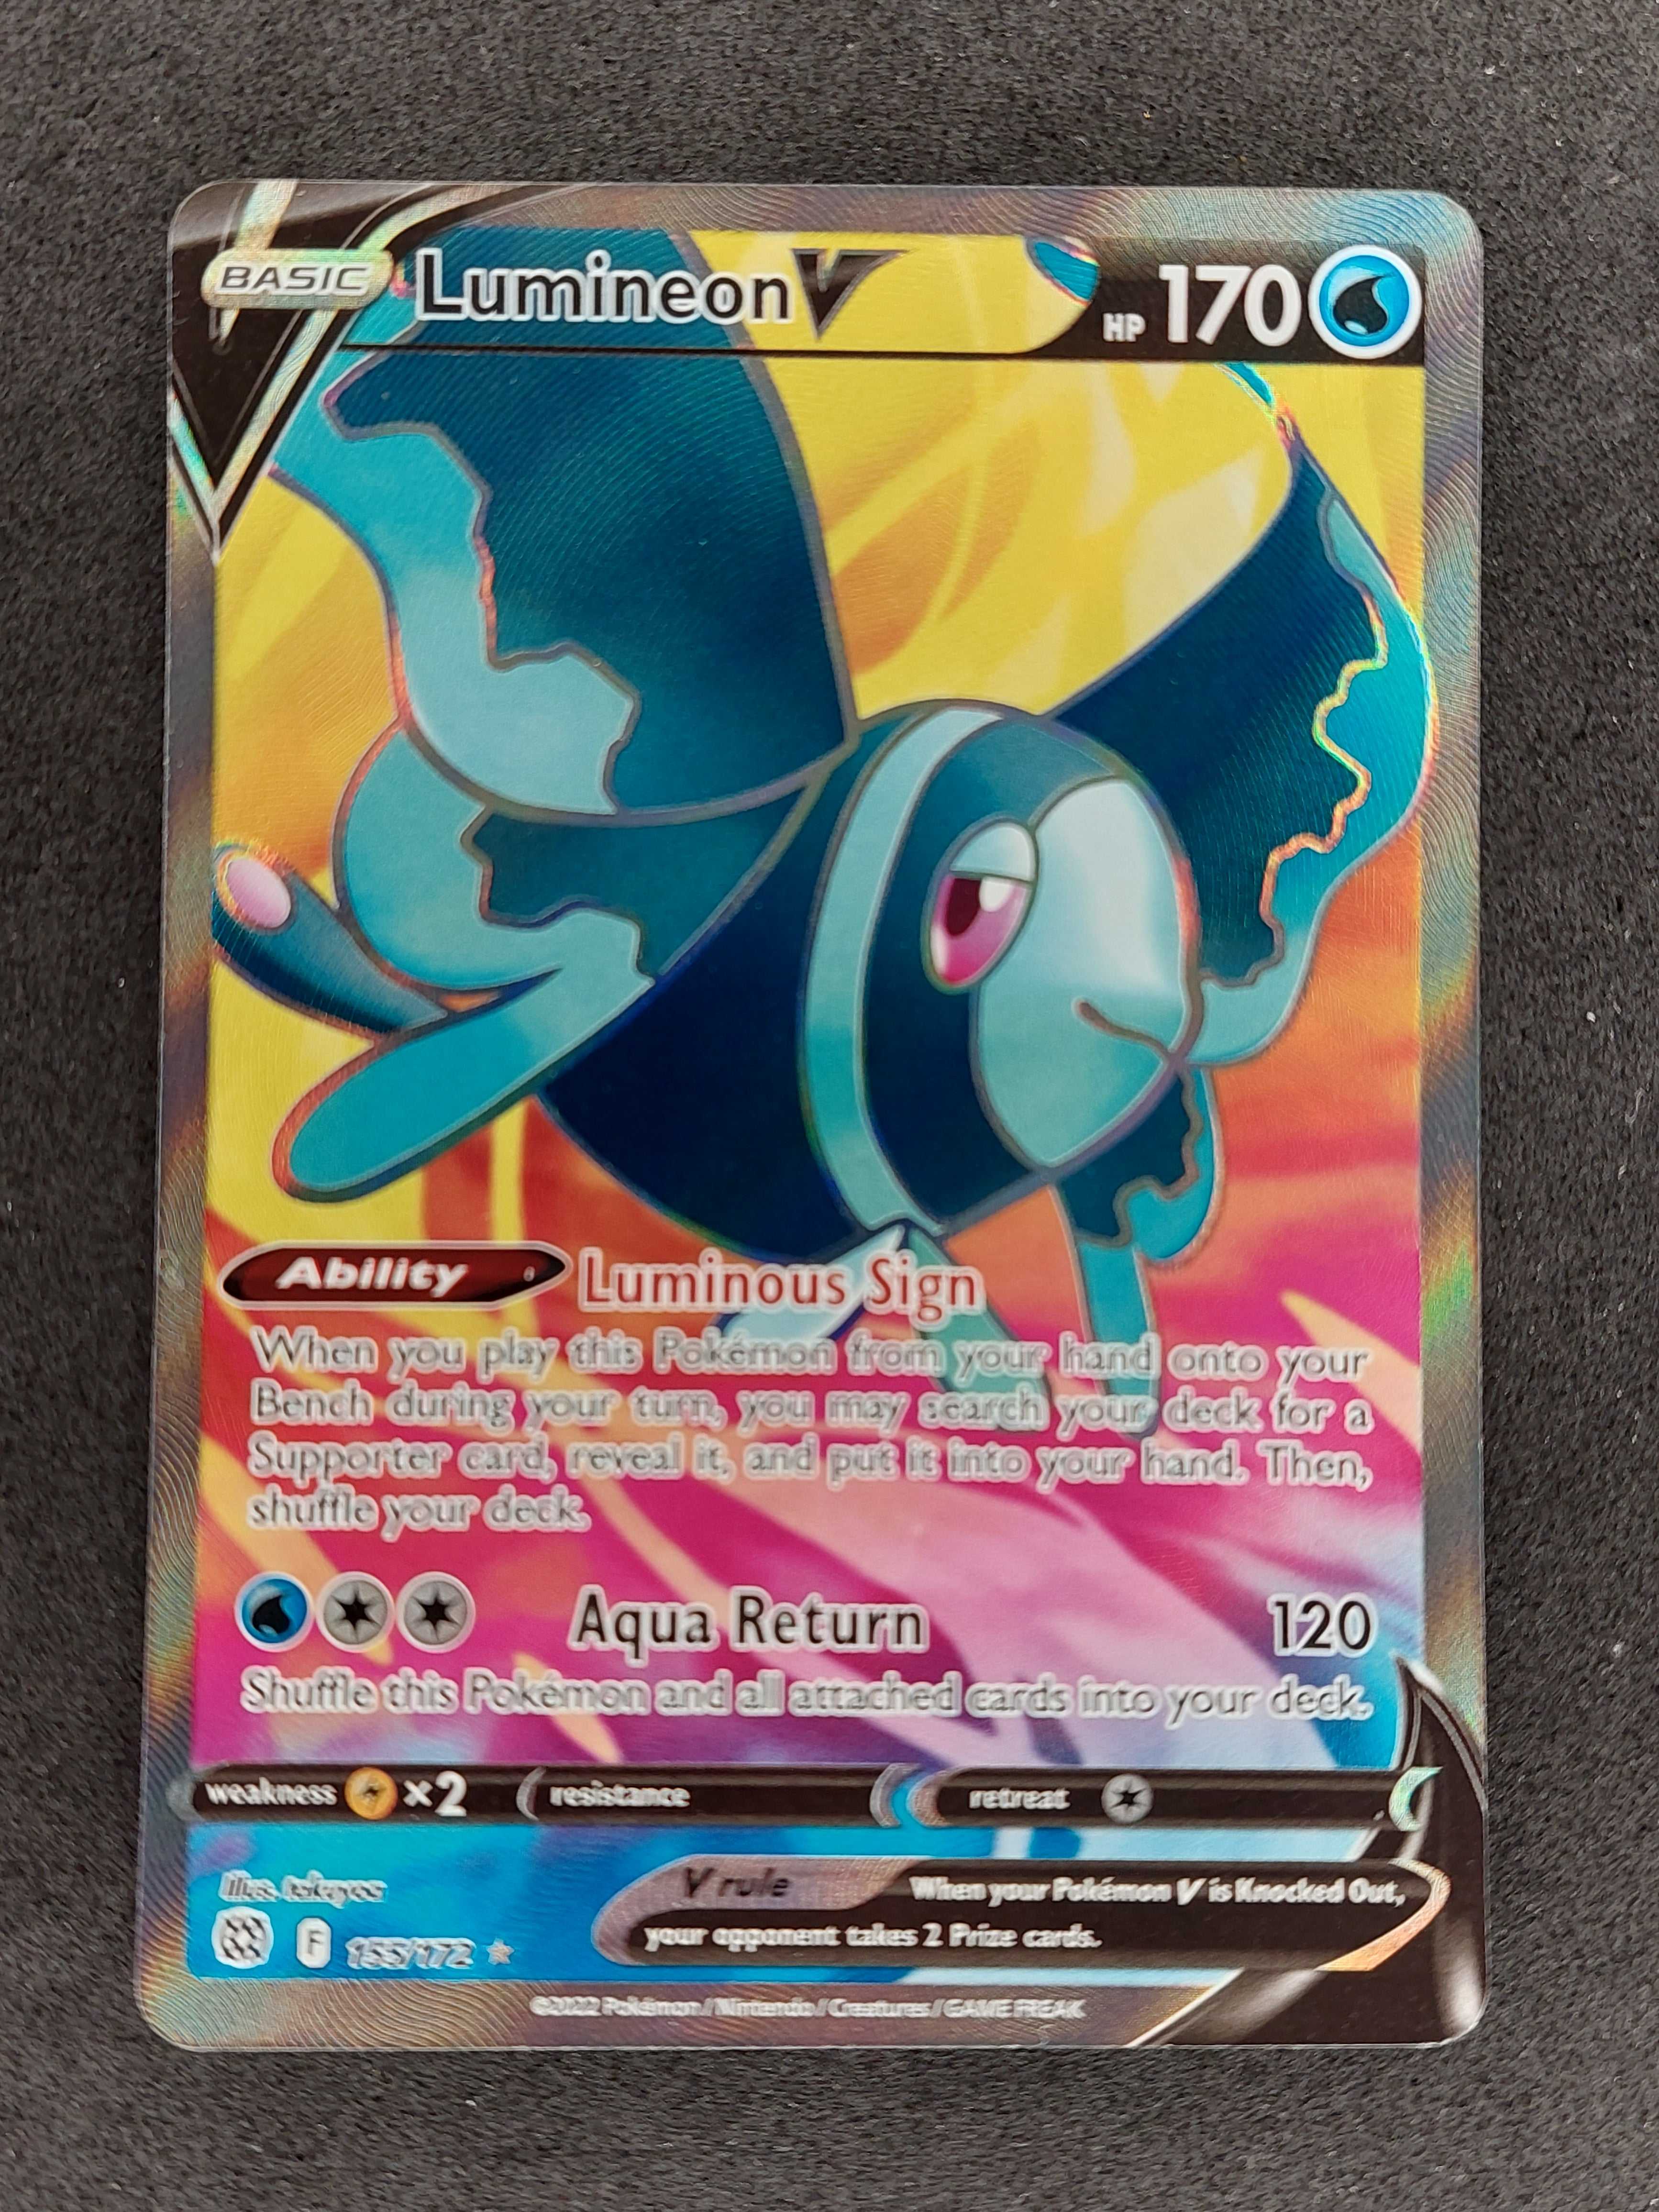 BASIC Lumineon V HP 170
Ability Luminous Sign
When you play this Pokémon from your hand onto your
Bench during your turn, you may search your deck for a
Supporter card, reveal it, and put it into your hand. Then,
shuffle your deck.
Aqua Return 120
Shuffle this Pokémon and all attached cards into your deck.
weakness ×2 resistance retreat
Illus. takuyoa
V rule When your Pokémon V is Knocked Out,
your opponent takes 2 Prize cards.
F 155/172
©2022 Pokémon / Nintendo / Creatures / GAME FREAK